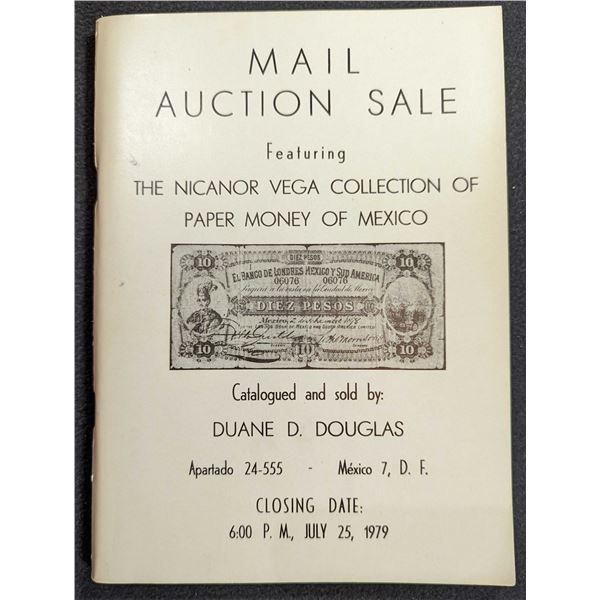 MAIL
AUCTION SALE
Featuring
THE NICANOR VEGA COLLECTION OF
PAPER MONEY OF MEXICO
DIEZ PESOS
10 10
EL BANCO DE LONDRES MEXICO Y SUD AMERICA
06076 06076
DIEZ PESOS
10 10 10
Catalogued and sold by:
DUANE D. DOUGLAS
Apartado 24-555 - México 7, D. F.
CLOSING DATE:
6:00 P. M., JULY 25, 1979